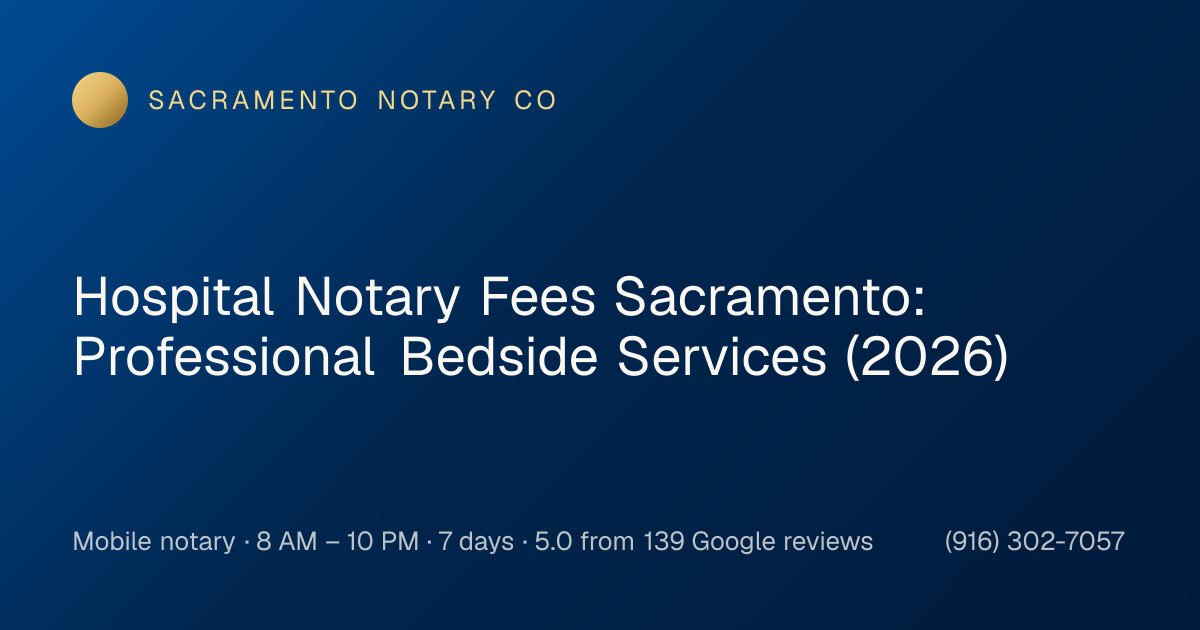 SACRAMENTO NOTARY CO
Hospital Notary Fees Sacramento:
Professional Bedside Services (2026)
Mobile notary · 8 AM – 10 PM · 7 days · 5.0 from 139 Google reviews
(916) 302-7057